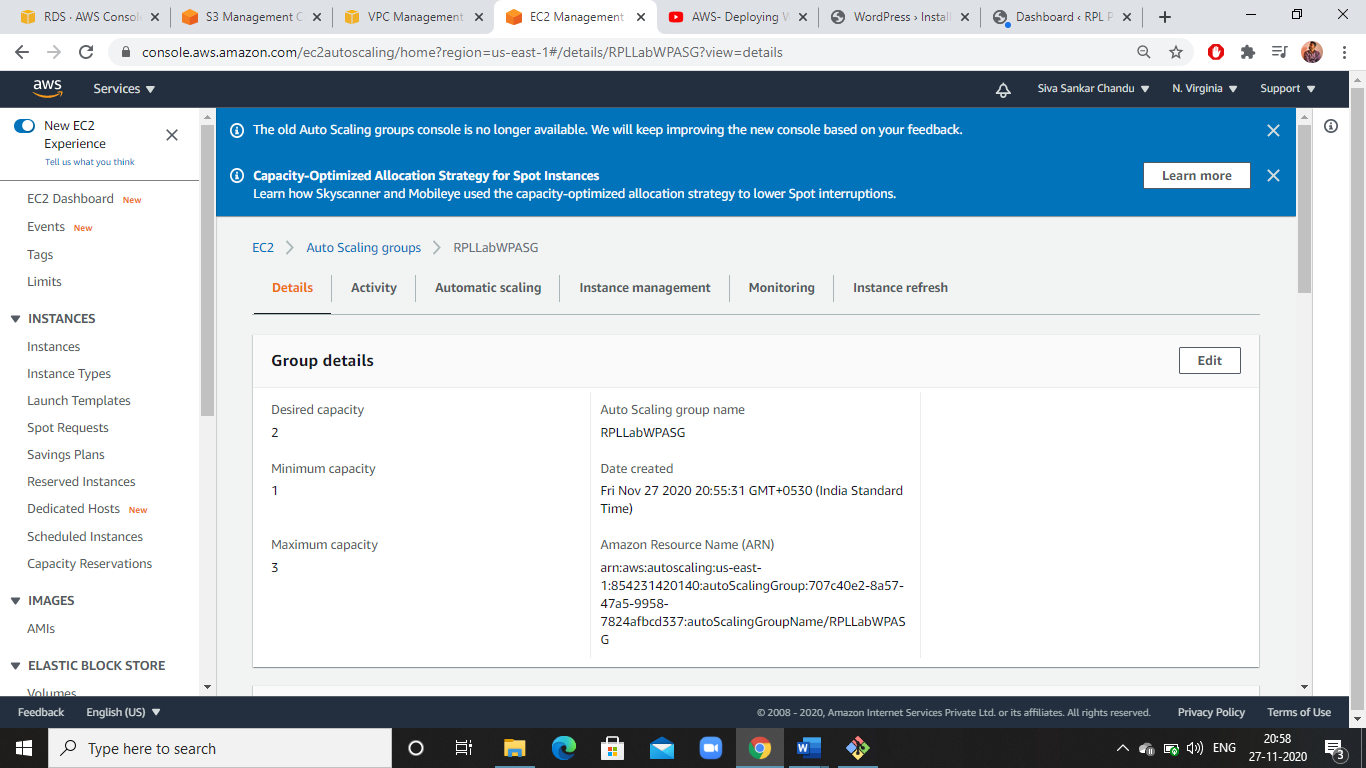 RDS · AWS Consol
S3 Management C
VPC Management
EC2 Management
AWS- Deploying W
WordPress › Install
Dashboard ‹ RPL P
console.aws.amazon.com/ec2autoscaling/home?region=us-east-1#/details/RPLLabWPASG?view=details
aws
Services
Siva Sankar Chandu
N. Virginia
Support
New EC2
Experience
Tell us what you think
EC2 Dashboard New
Events New
Tags
Limits
INSTANCES
Instances
Instance Types
Launch Templates
Spot Requests
Savings Plans
Reserved Instances
Dedicated Hosts New
Scheduled Instances
Capacity Reservations
IMAGES
AMIs
ELASTIC BLOCK STORE
Volumes
The old Auto Scaling groups console is no longer available. We will keep improving the new console based on your feedback.
Capacity-Optimized Allocation Strategy for Spot Instances
Learn how Skyscanner and Mobileye used the capacity-optimized allocation strategy to lower Spot interruptions.
Learn more
EC2
Auto Scaling groups
RPLLabWPASG
Details
Activity
Automatic scaling
Instance management
Monitoring
Instance refresh
Group details
Edit
Desired capacity
2
Minimum capacity
1
Maximum capacity
3
Auto Scaling group name
RPLLabWPASG
Date created
Fri Nov 27 2020 20:55:31 GMT+0530 (India Standard
Time)
Amazon Resource Name (ARN)
arn:aws:autoscaling:us-east-
1:854231420140:autoScalingGroup:707c40e2-8a57-
47a5-9958-
7824afbcd337:autoScalingGroupName/RPLLabWPAS
G
Feedback
English (US)
© 2008 - 2020, Amazon Internet Services Private Ltd. or its affiliates. All rights reserved.
Privacy Policy
Terms of Use
Type here to search
ENG
20:58
27-11-2020
3